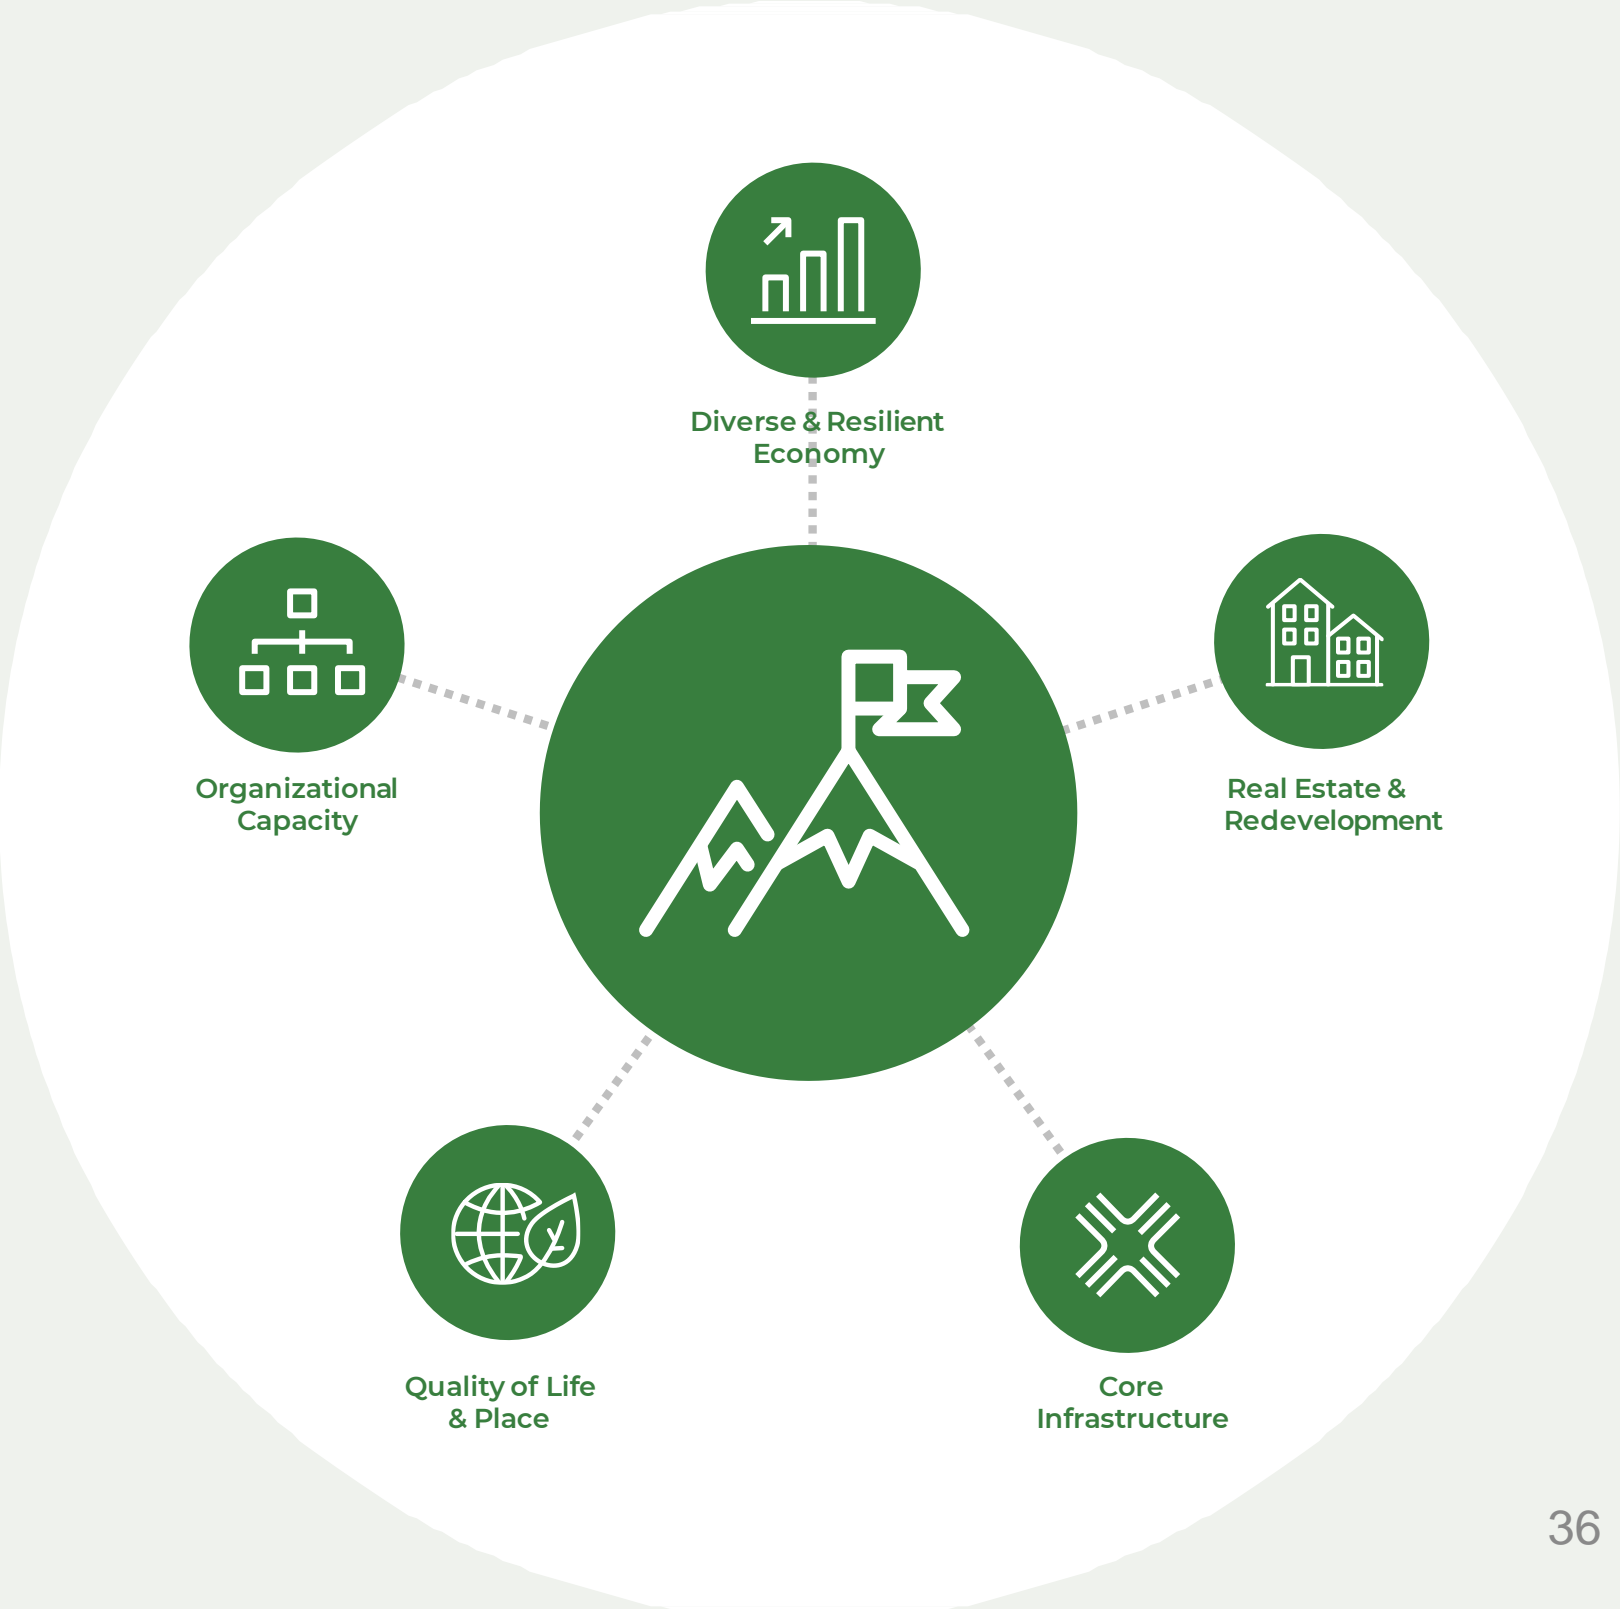 Diverse & Resilient
Economy
Organizational
Capacity
Real Estate &
Redevelopment
Quality of Life
& Place
Core
Infrastructure
36